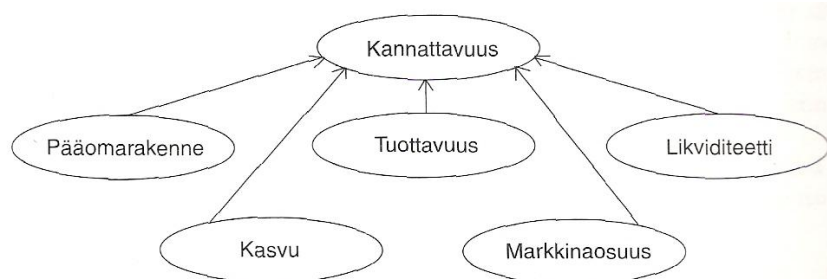 Kannattavuus
Pääomarakenne
Tuottavuus
Likviditeetti
Kasvu
Markkinaosuus